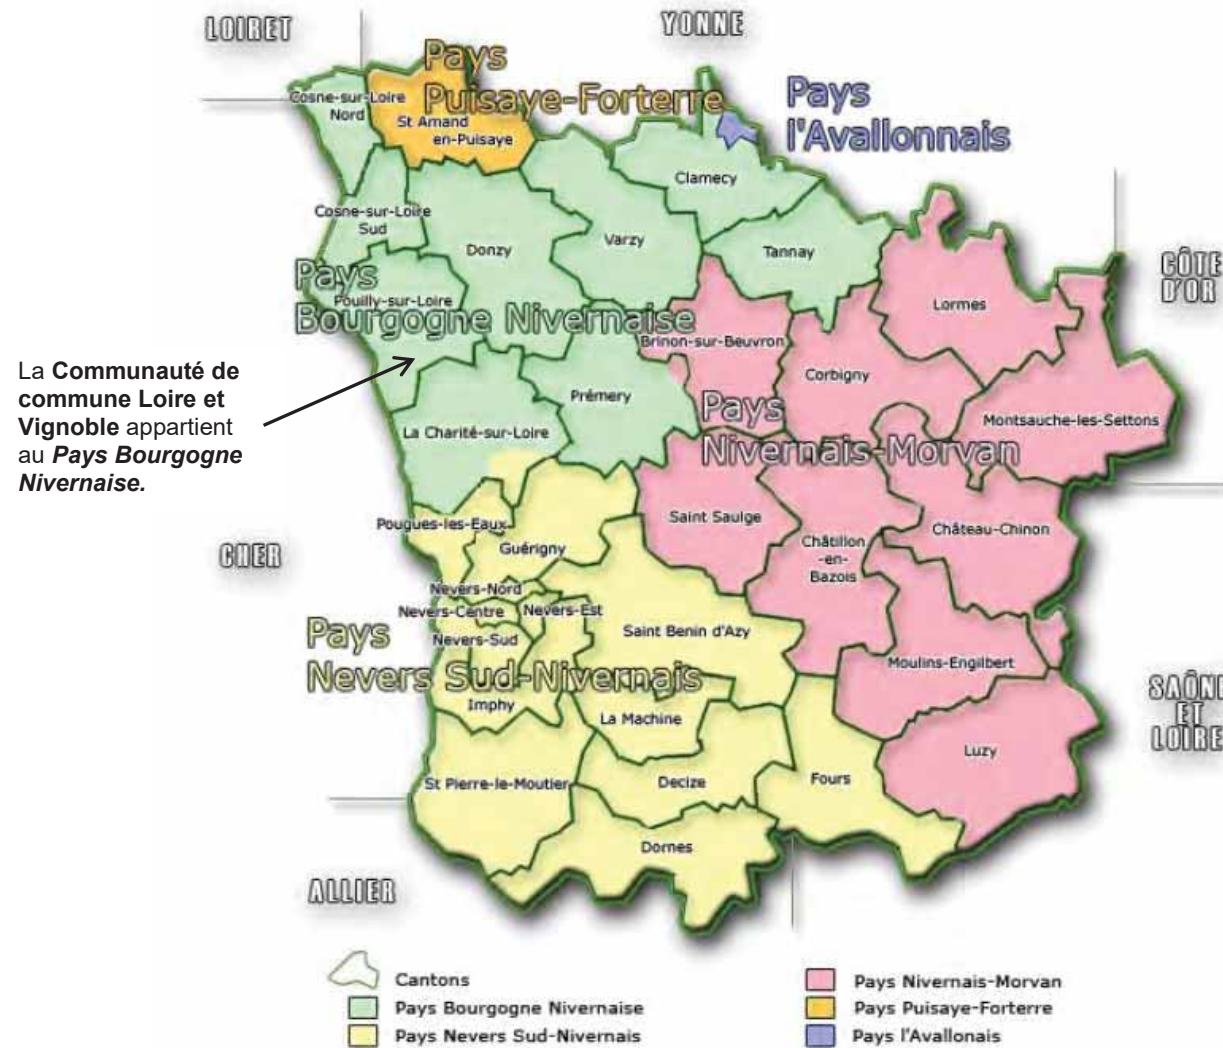 LOIRET
YONNE
Pays
Puisaye-Forterre
Pays
l'Avallonnais
Cosne-sur-Loire
Nord
St Amand
en-Puisaye
Clamecy
Cosne-sur-Loire
Sud
Donzy
Varzy
Tannay
CÔTE
D'OR
Pays
Bourgogne Nivernaise
Pouilly-sur-Loire
Lormes
Brinon-sur-Beuvron
Corbigny
La Communauté de
commune Loire et
Vignoble appartient
au Pays Bourgogne
Nivernaise.
Prémery
La Charité-sur-Loire
Pays
Nivernais-Morvan
Montsauche-les-Settons
Saint Saulge
Château-Chinon
Châtillon
-en-
Bazois
CHER
Pougues-les-Eaux
Guérigny
Nevers-Nord
Nevers-Centre
Nevers-Est
Nevers-Sud
Saint Benin d'Azy
Pays
Nevers Sud-Nivernais
Moulins-Engilbert
SAÔNE
ET
LOIRE
Imphy
La Machine
Luzy
St Pierre-le-Moutier
Decize
Fours
Dornes
ALLIER
Cantons
Pays Bourgogne Nivernaise
Pays Nevers Sud-Nivernais
Pays Nivernais-Morvan
Pays Puisaye-Forterre
Pays l'Avallonais